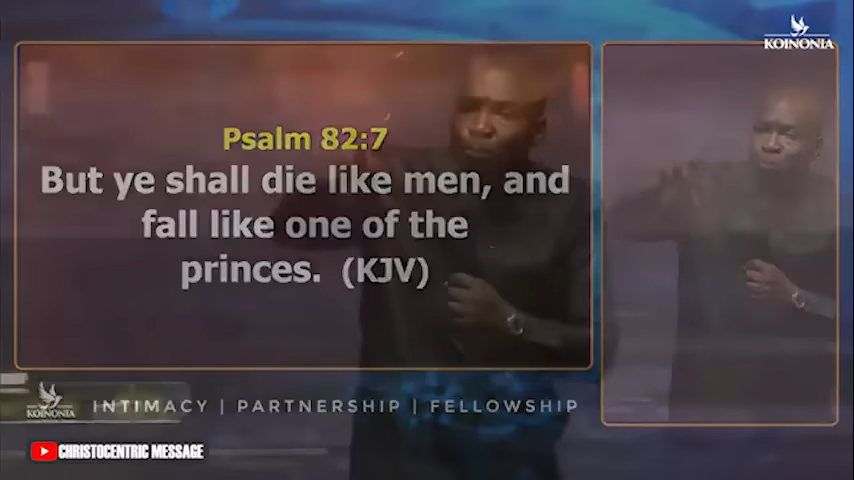 KOINONIA
Psalm 82:7
But ye shall die like men, and
fall like one of the
princes. (KJV)
KOINONIA
INTIMACY | PARTNERSHIP | FELLOWSHIP
CHRISTOCENTRIC MESSAGE